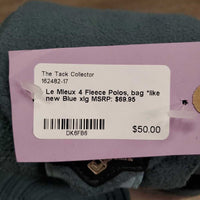 The Tack Collector
162482-17
Le Mieux 4 Fleece Polos, bag *like
new Blue xlg MSRP: $69.95
DK6FB6
$50.00